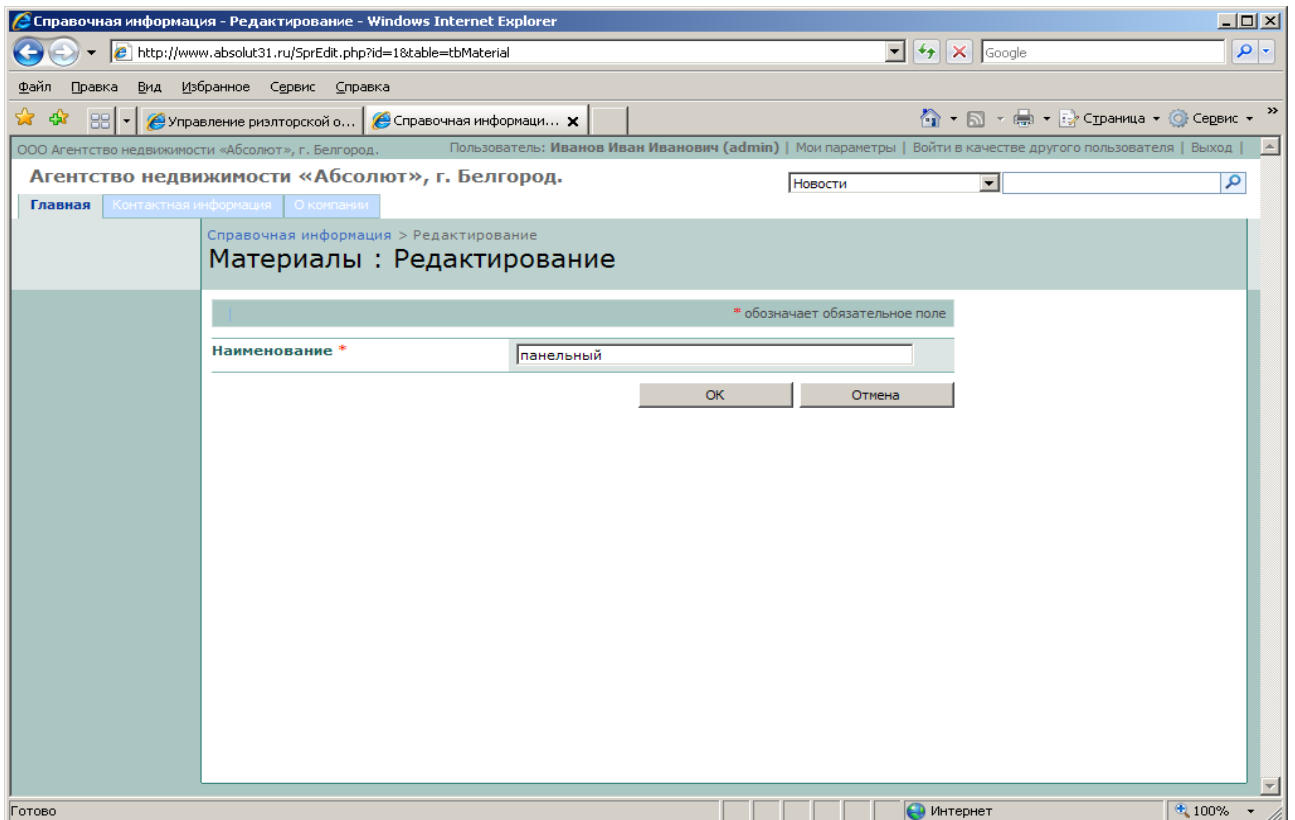 Справочная информация - Редактирование - Windows Internet Explorer
http://www.absolut31.ru/SprEdit.php?id=1&table=tbMaterial
Google
Файл Правка Вид Избранное Сервис Справка
Управление риэлторской о... Справочная информаци... Страница Сервис
ООО Агентство недвижимости «Абсолют», г. Белгород. Пользователь: Иванов Иван Иванович (admin) | Мои параметры | Войти в качестве другого пользователя | Выход |
Агентство недвижимости «Абсолют», г. Белгород.
Новости
Главная Контактная информация О компании
Справочная информация > Редактирование
Материалы : Редактирование
| * обозначает обязательное поле
Наименование * панельный
OK Отмена
Готово Интернет 100%